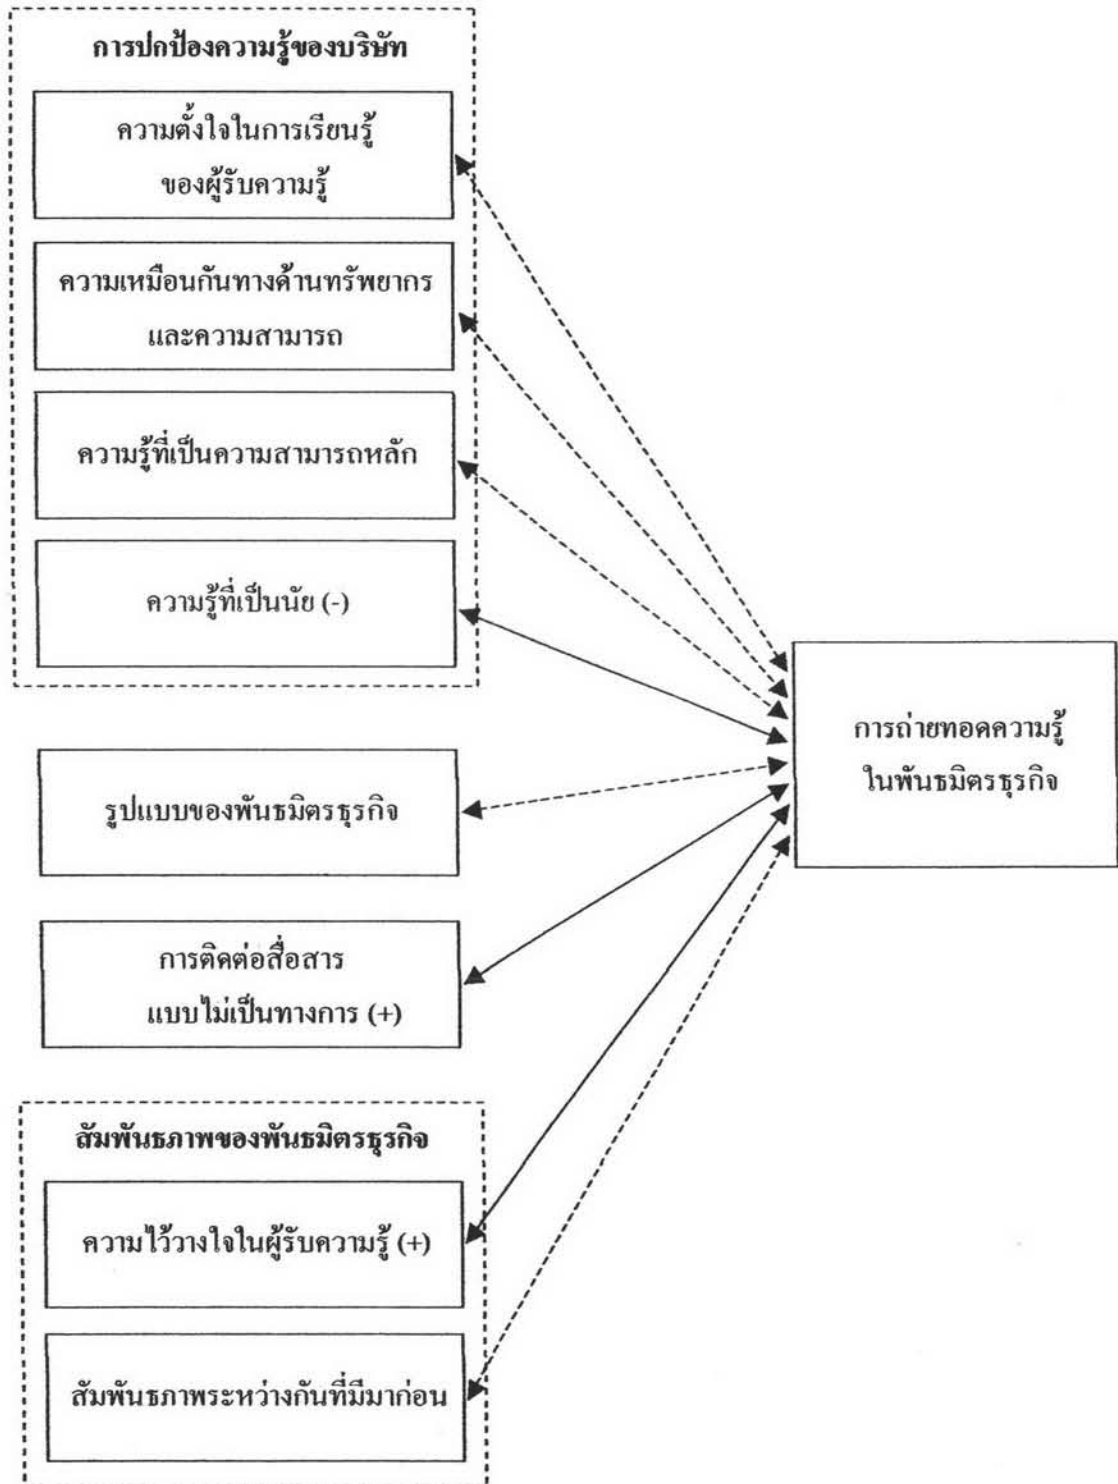 การปกป้องความรู้ของบริษัท
ความตั้งใจในการเรียนรู้
ของผู้รับความรู้
ความเหมือนกันทางด้านทรัพยากร
และความสามารถ
ความรู้ที่เป็นความสามารถหลัก
ความรู้ที่เป็นนัย (-)
การถ่ายทอดความรู้
ในพันธมิตรธุรกิจ
รูปแบบของพันธมิตรธุรกิจ
การติดต่อสื่อสาร
แบบไม่เป็นทางการ (+)
สัมพันธภาพของพันธมิตรธุรกิจ
ความไว้วางใจในผู้รับความรู้ (+)
สัมพันธภาพระหว่างกันที่มีมาก่อน